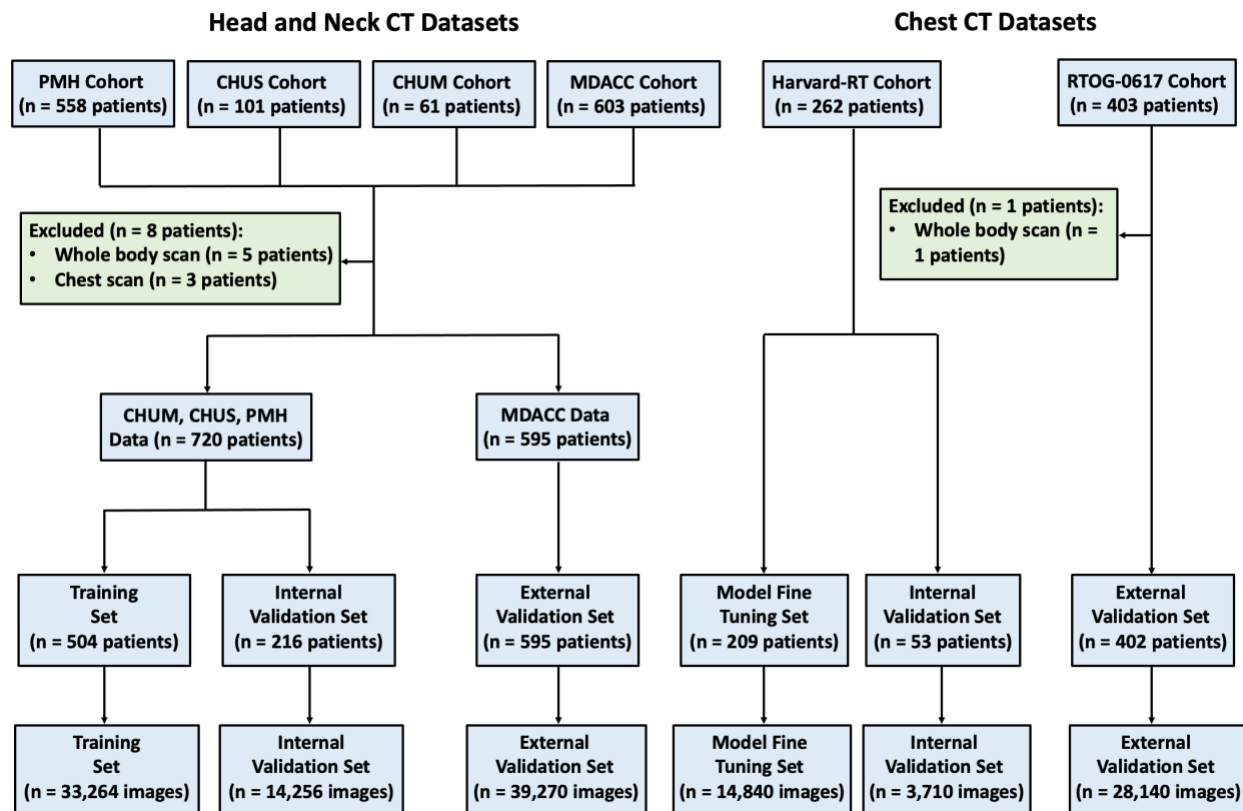 Head and Neck CT Datasets
Chest CT Datasets
PMH Cohort
(n = 558 patients)
CHUS Cohort
(n = 101 patients)
CHUM Cohort
(n = 61 patients)
MDACC Cohort
(n = 603 patients)
Harvard-RT Cohort
(n = 262 patients)
RTOG-0617 Cohort
(n = 403 patients)
Excluded (n = 8 patients):
• Whole body scan (n = 5 patients)
• Chest scan (n = 3 patients)
Excluded (n = 1 patients):
• Whole body scan (n =
1 patients)
CHUM, CHUS, PMH
Data (n = 720 patients)
MDACC Data
(n = 595 patients)
Training
Set
(n = 504 patients)
Internal
Validation Set
(n = 216 patients)
External
Validation Set
(n = 595 patients)
Model Fine
Tuning Set
(n = 209 patients)
Internal
Validation Set
(n = 53 patients)
External
Validation Set
(n = 402 patients)
Training
Set
(n = 33,264 images)
Internal
Validation Set
(n = 14,256 images)
External
Validation Set
(n = 39,270 images)
Model Fine
Tuning Set
(n = 14,840 images)
Internal
Validation Set
(n = 3,710 images)
External
Validation Set
(n = 28,140 images)